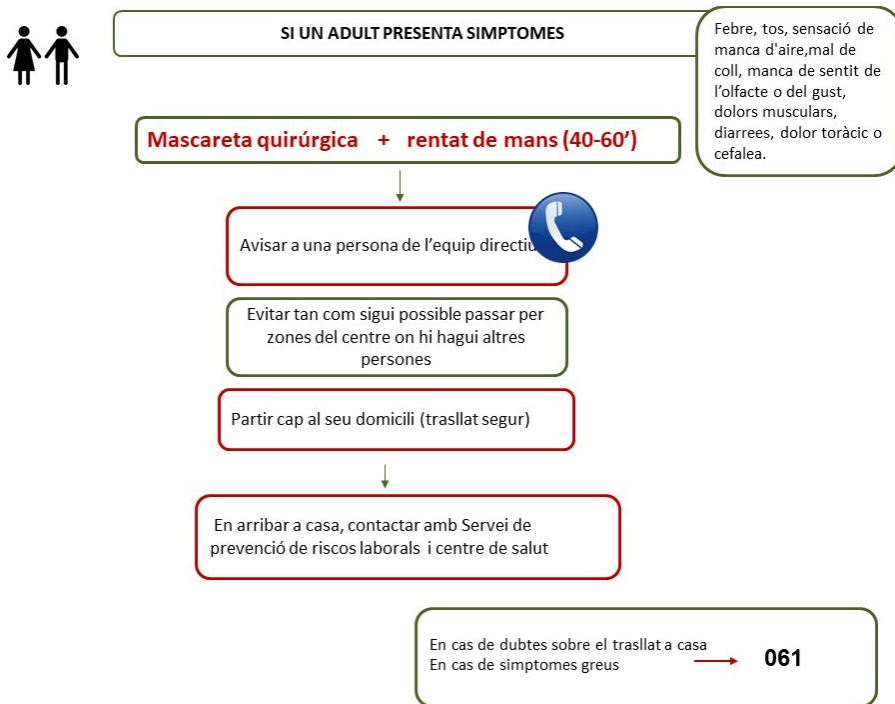 SI UN ADULT PRESENTA SIMPTOMES
Febre, tos, sensació de
manca d'aire,mal de
coll, manca de sentit de
l'olfacte o del gust,
dolors musculars,
diarrees, dolor toràcic o
cefalea.
Mascareta quirúrgica + rentat de mans (40-60')
Avisar a una persona de l'equip
Evitar tan com sigui possible passar per
zones del centre on hi hagui altres
persones
Partir cap al seu domicili (trasllat segur)
En arribar a casa, contactar amb Servei de
prevenció de riscos laborals i centre de salut
En cas de dubtes sobre el trasllat a casa
En cas de simptomes greus
061